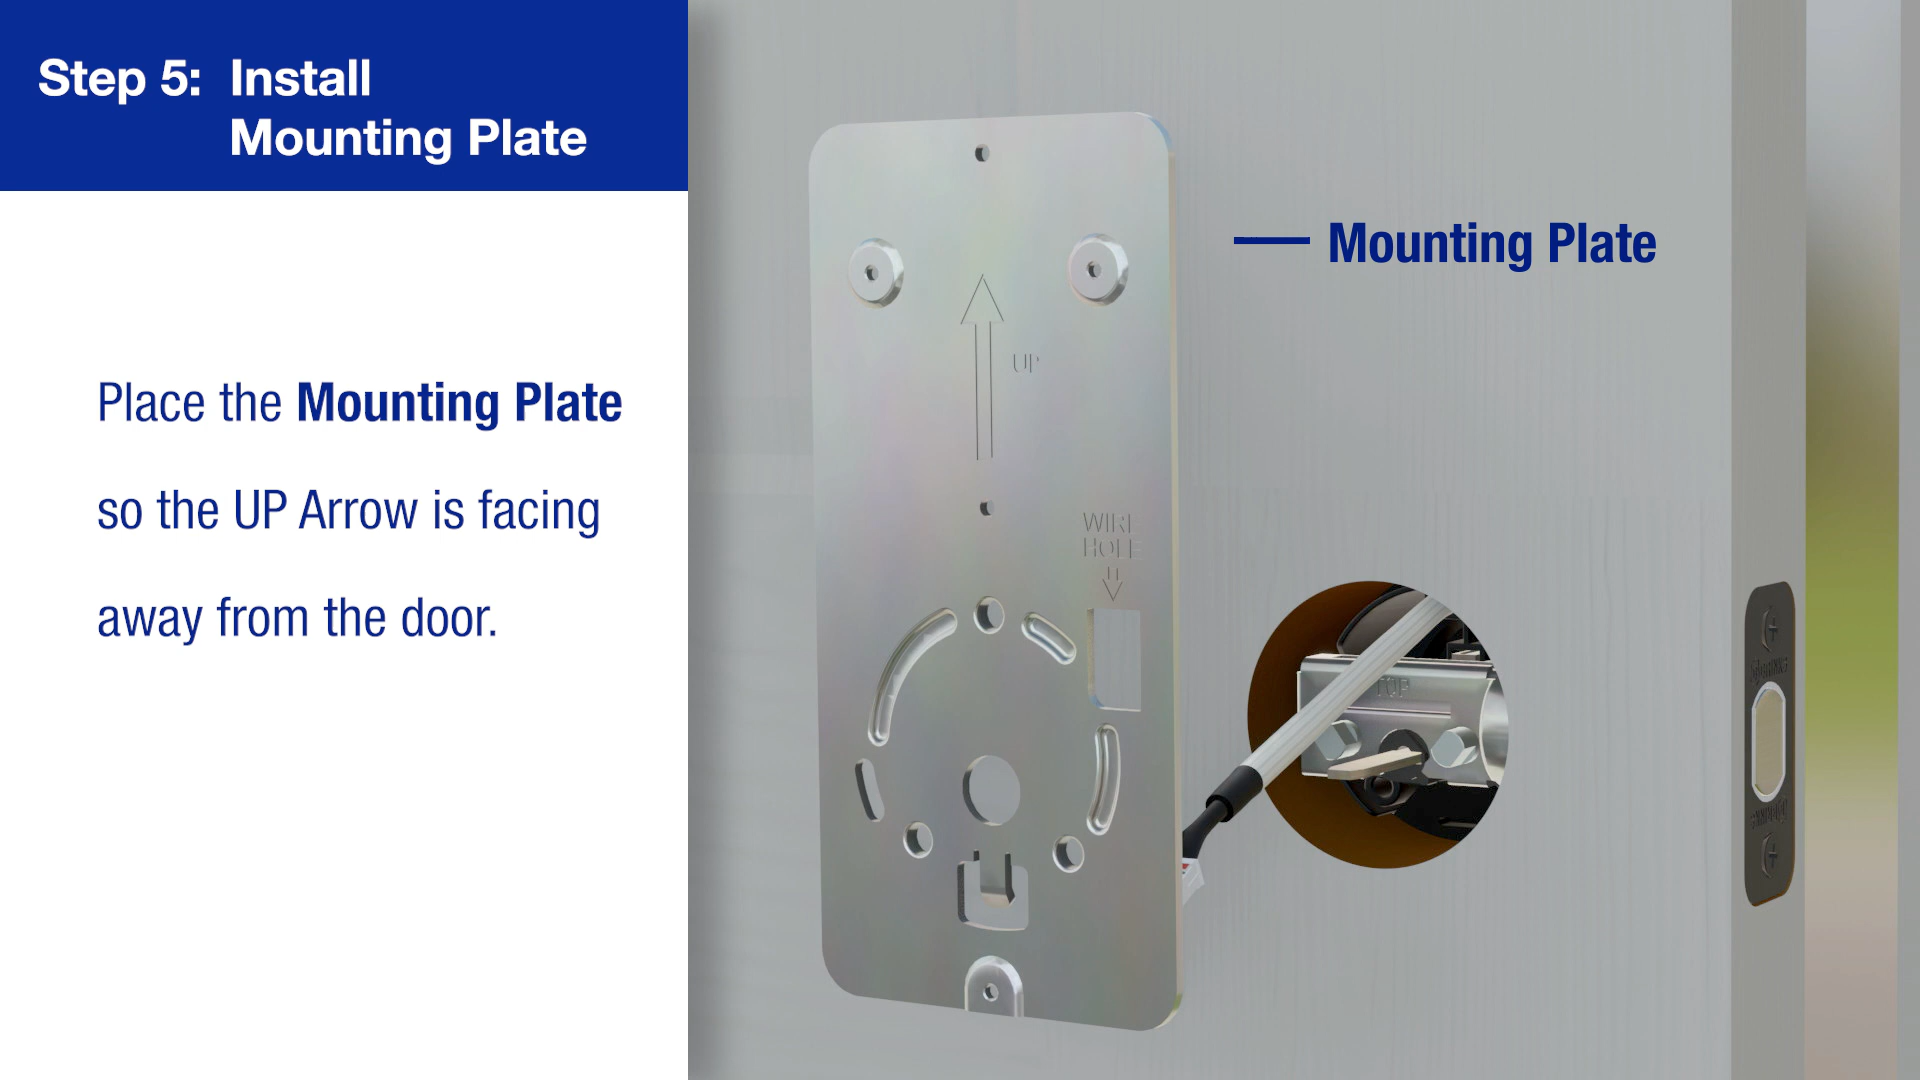 Step 5: Install
Mounting Plate
Place the Mounting Plate
so the UP Arrow is facing
away from the door.
Mounting Plate
UP
WIRE
HOLE
TOP